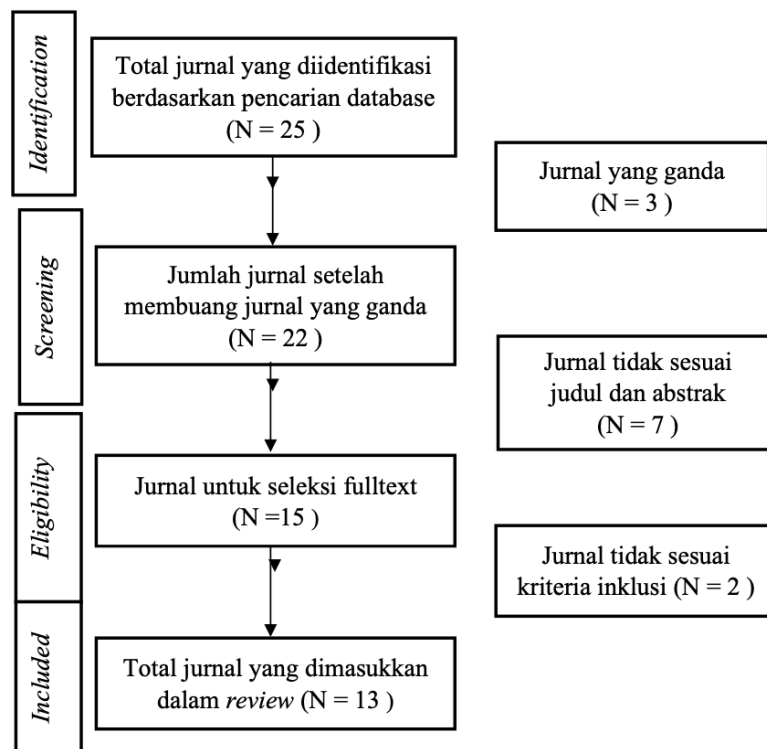 Identification
Total jurnal yang diidentifikasi
berdasarkan pencarian database
(N = 25 )
Jurnal yang ganda
(N = 3 )
Screening
Jumlah jurnal setelah
membuang jurnal yang ganda
(N = 22 )
Jurnal tidak sesuai
judul dan abstrak
(N = 7 )
Eligibility
Jurnal untuk seleksi fulltext
(N =15 )
Jurnal tidak sesuai
kriteria inklusi (N = 2 )
Included
Total jurnal yang dimasukkan
dalam review (N = 13 )